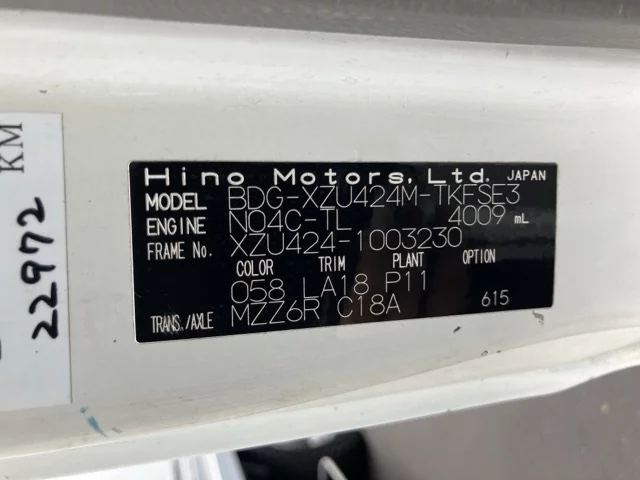 Hino Motors, Ltd. JAPAN
MODEL BDG-XZU424M-TKFSE3
ENGINE N04C-TL 4009 mL
FRAME No. XZU424-1003230
COLOR TRIM PLANT OPTION
058 LA18 P11
TRANS./AXLE MZZ6R C18A 615
KM
22972